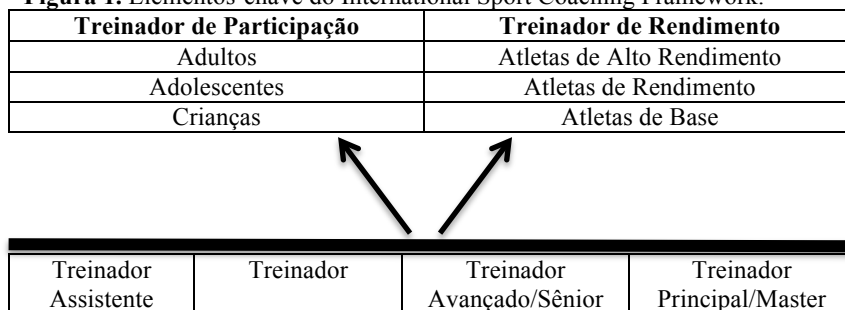 Figura 1. Elementos-chave do International Sport Coaching Framework.
Treinador de Participação Treinador de Rendimento
Adultos Atletas de Alto Rendimento
Adolescentes Atletas de Rendimento
Crianças Atletas de Base
Treinador Assistente Treinador Treinador Avançado/Sênior Treinador Principal/Master